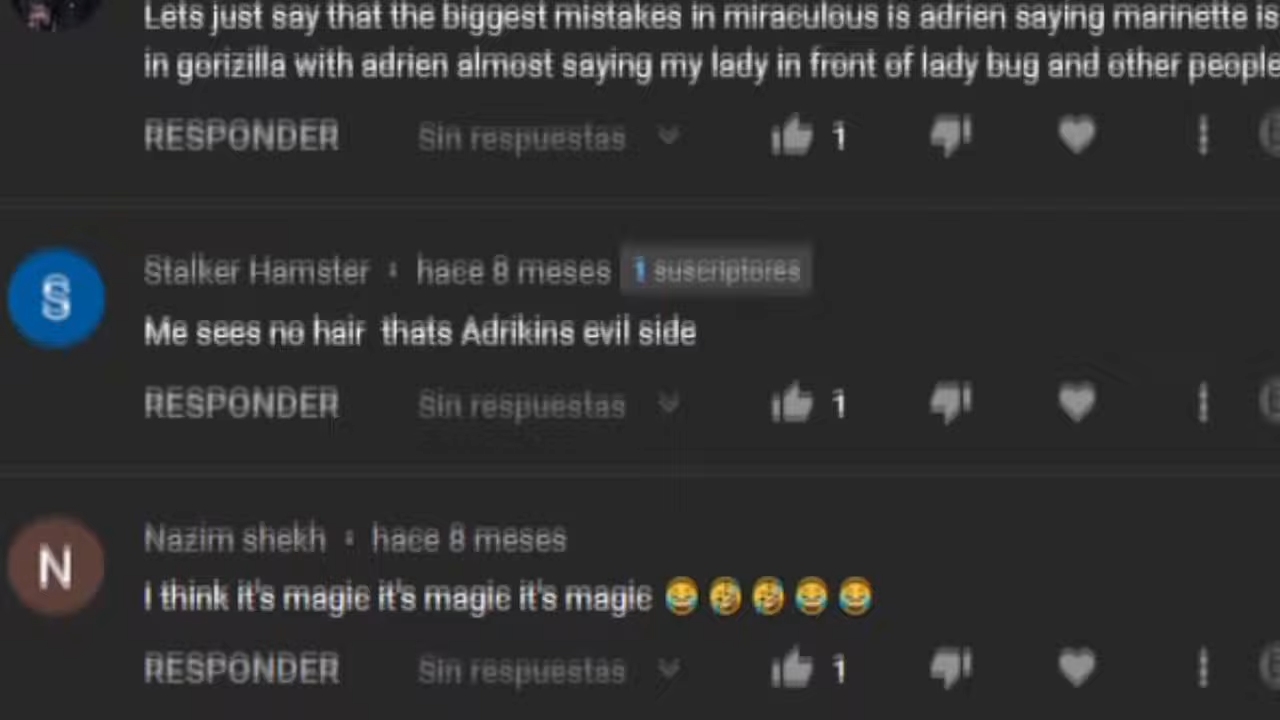 Lets just say that the biggest mistakes in miraculous is adrien saying marinette is
in gorizilla with adrien almost saying my lady in front of lady bug and other people
RESPONDER Sin respuestas 1
S
Stalker Hamster • hace 8 meses 1 suscriptores
Me sees no hair thats Adrikins evil side
RESPONDER Sin respuestas 1
N
Nazim shekh • hace 8 meses
I think it's magic it's magic it's magic 😂🤣🤣😂😂
RESPONDER Sin respuestas 1